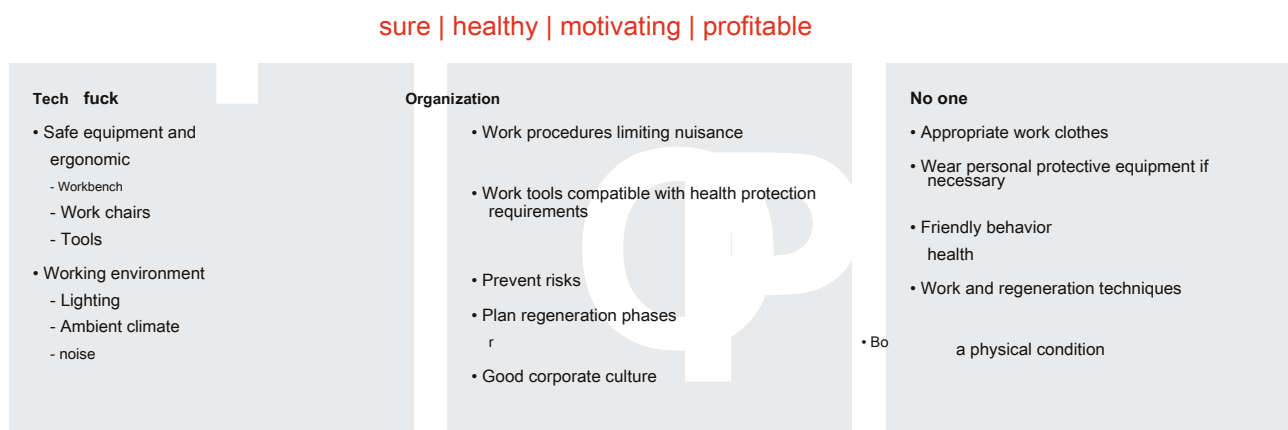 sure | healthy | motivating | profitable
Tech fuck
• Safe equipment and
ergonomic
- Workbench
- Work chairs
- Tools
• Working environment
- Lighting
- Ambient climate
- noise
Organization
• Work procedures limiting nuisance
• Work tools compatible with health protection
requirements
• Prevent risks
• Plan regeneration phases
r
• Good corporate culture
No one
• Appropriate work clothes
• Wear personal protective equipment if
necessary
• Friendly behavior
health
• Work and regeneration techniques
• Bo a physical condition
O
P